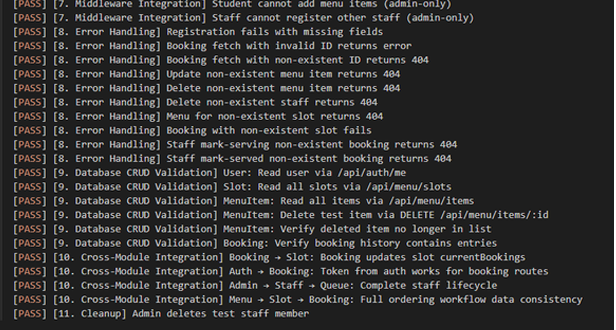 [PASS] [7. Middleware Integration] Student cannot add menu items (admin-only)
[PASS] [7. Middleware Integration] Staff cannot register other staff (admin-only)
[PASS] [8. Error Handling] Registration fails with missing fields
[PASS] [8. Error Handling] Booking fetch with invalid ID returns error
[PASS] [8. Error Handling] Booking fetch with non-existent ID returns 404
[PASS] [8. Error Handling] Update non-existent menu item returns 404
[PASS] [8. Error Handling] Delete non-existent menu item returns 404
[PASS] [8. Error Handling] Delete non-existent staff returns 404
[PASS] [8. Error Handling] Menu for non-existent slot returns 404
[PASS] [8. Error Handling] Booking with non-existent slot fails
[PASS] [8. Error Handling] Staff mark-serving non-existent booking returns 404
[PASS] [8. Error Handling] Staff mark-served non-existent booking returns 404
[PASS] [9. Database CRUD Validation] User: Read user via /api/auth/me
[PASS] [9. Database CRUD Validation] Slot: Read all slots via /api/menu/slots
[PASS] [9. Database CRUD Validation] MenuItem: Read all items via /api/menu/items
[PASS] [9. Database CRUD Validation] MenuItem: Delete test item via DELETE /api/menu/items/:id
[PASS] [9. Database CRUD Validation] MenuItem: Verify deleted item no longer in list
[PASS] [9. Database CRUD Validation] Booking: Verify booking history contains entries
[PASS] [10. Cross-Module Integration] Booking → Slot: Booking updates slot currentBookings
[PASS] [10. Cross-Module Integration] Auth → Booking: Token from auth works for booking routes
[PASS] [10. Cross-Module Integration] Admin → Staff → Queue: Complete staff lifecycle
[PASS] [10. Cross-Module Integration] Menu → Slot → Booking: Full ordering workflow data consistency
[PASS] [11. Cleanup] Admin deletes test staff member